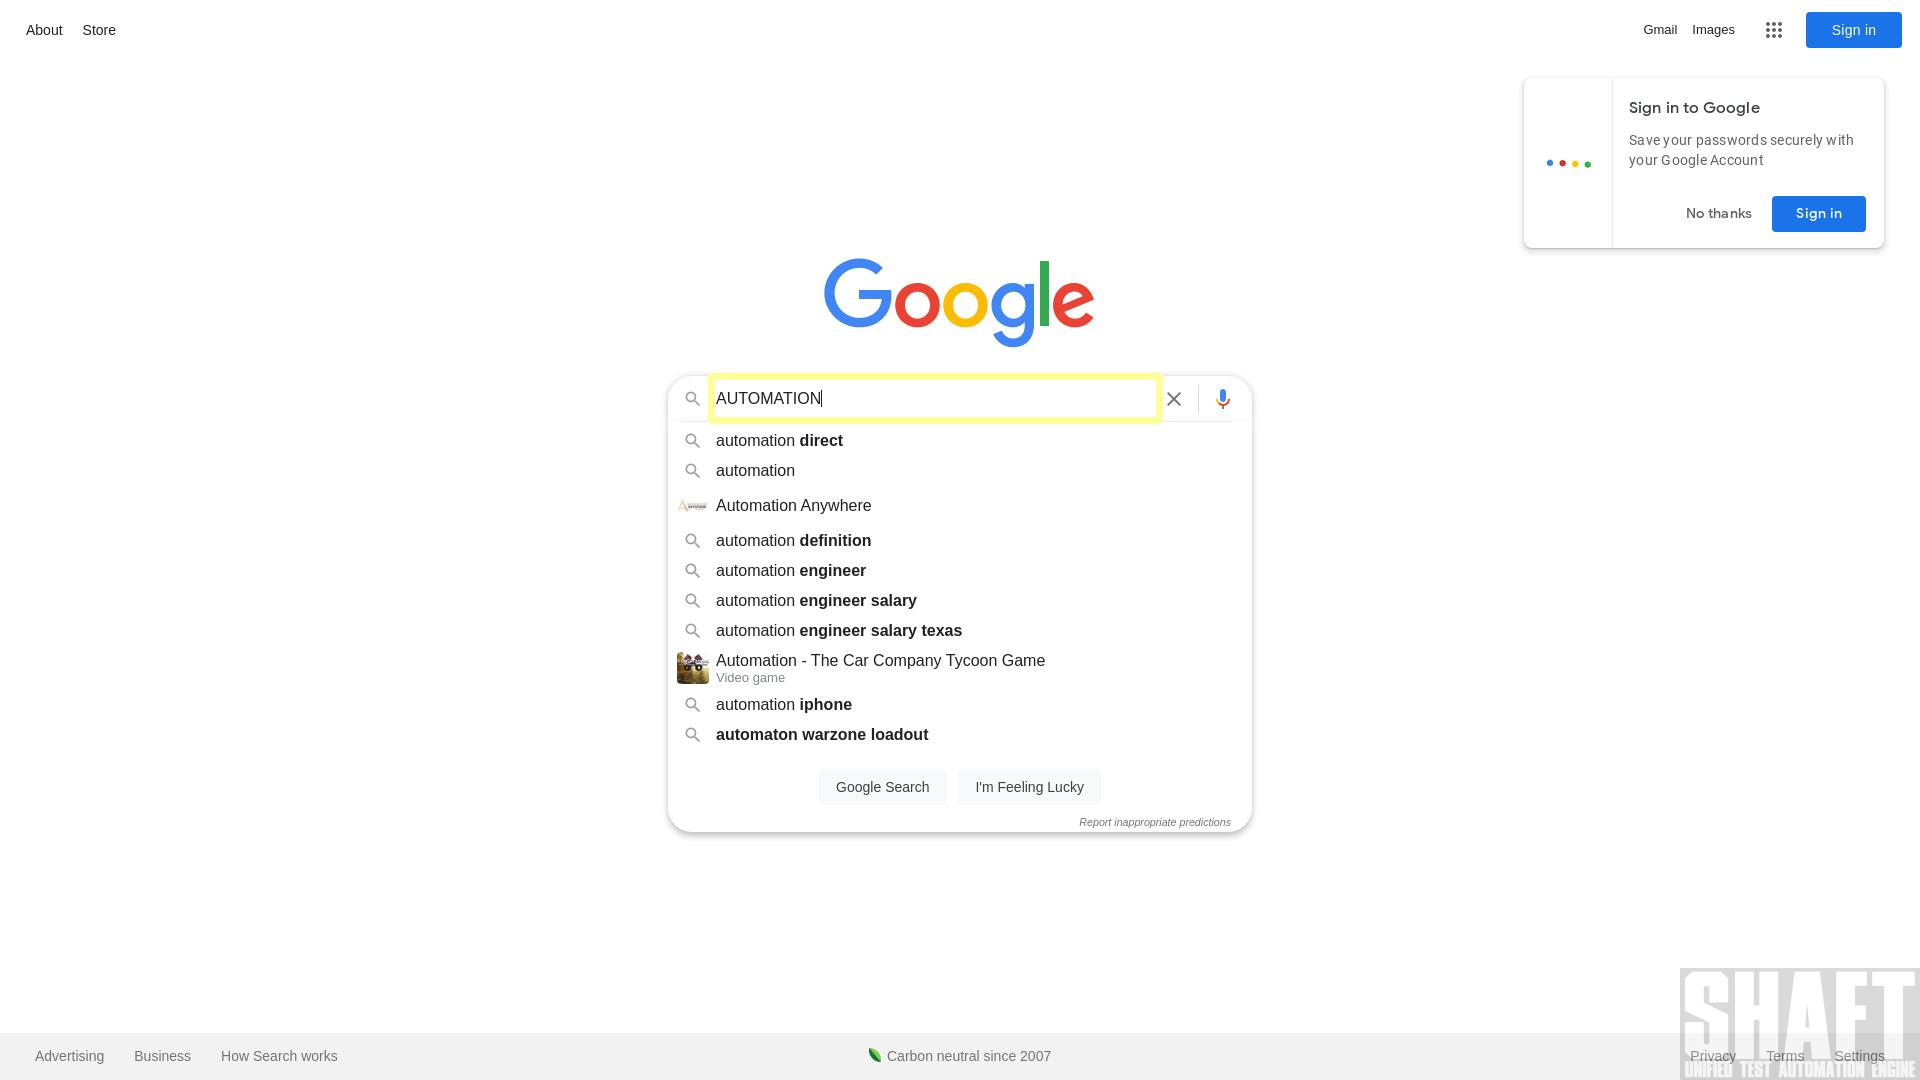 About Store
Gmail Images Sign in
Sign in to Google
Save your passwords securely with
your Google Account
No thanks Sign in
Google
AUTOMATION
automation direct
automation
Automation Anywhere
automation definition
automation engineer
automation engineer salary
automation engineer salary texas
Automation - The Car Company Tycoon Game
Video game
automation iphone
automaton warzone loadout
Google Search I'm Feeling Lucky
Report inappropriate predictions
SHAFT
UNIFIED TEST AUTOMATION ENGINE
Advertising Business How Search works Carbon neutral since 2007 Privacy Terms Settings